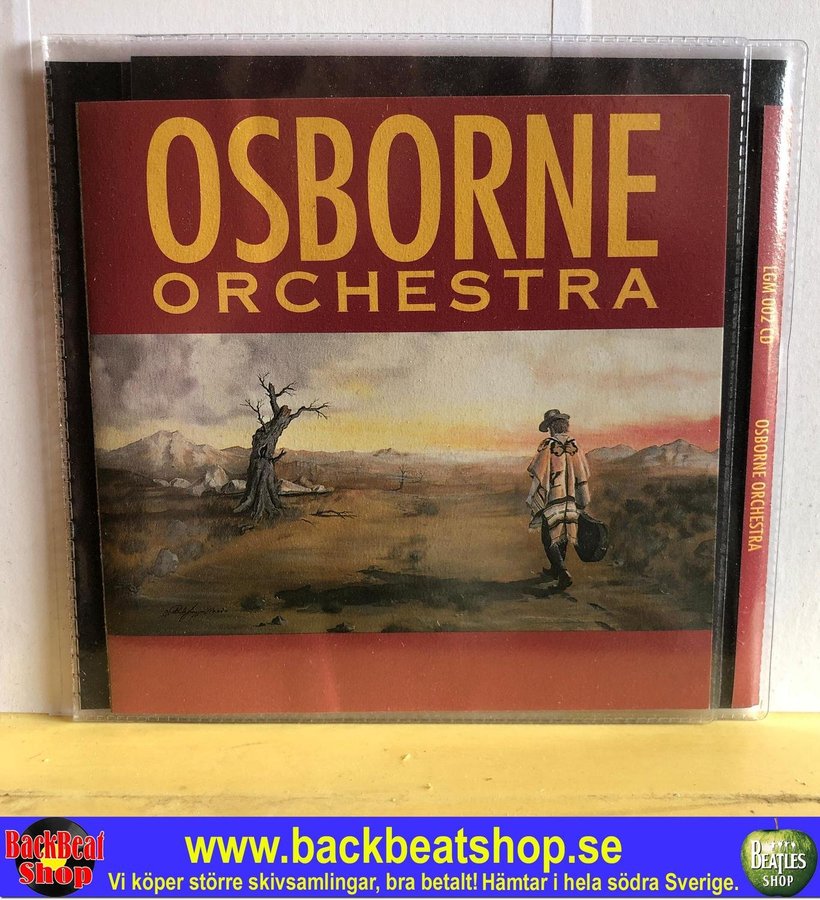 OSBORNE
ORCHESTRA
LGM 002 CD
OSBORNE ORCHESTRA
BackBeat
Shop
www.backbeatshop.se
Vi köper större skivsamlingar, bra betalt! Hämtar i hela södra Sverige.
BEATLES
SHOP